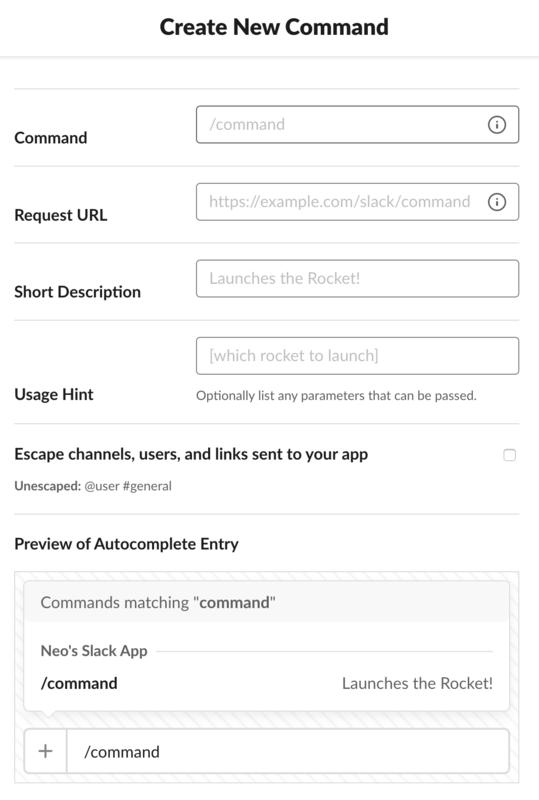 Create New Command
Command
/command
Request URL
https://example.com/slack/command
Short Description
Launches the Rocket!
Usage Hint
[which rocket to launch]
Optionally list any parameters that can be passed.
Escape channels, users, and links sent to your app
Unescaped: @user #general
Preview of Autocomplete Entry
Commands matching "command"
Neo's Slack App
/command Launches the Rocket!
+ /command